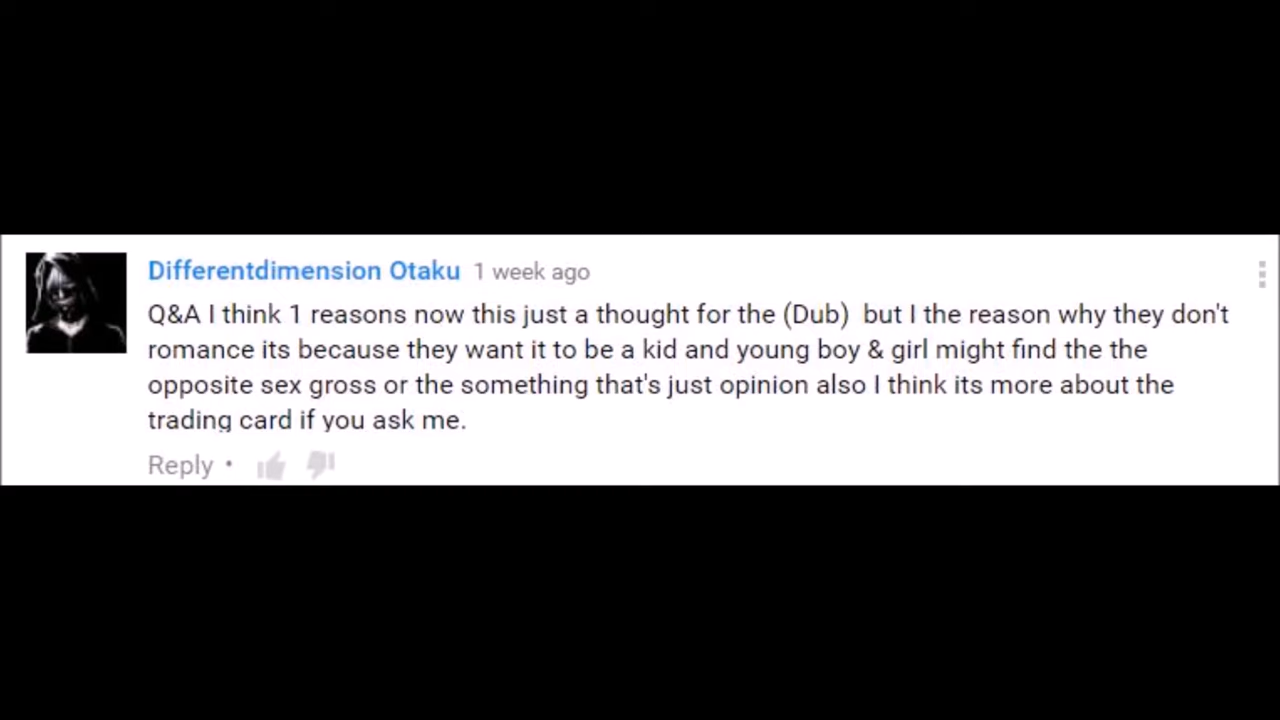 Differentdimension Otaku 1 week ago
Q&A I think 1 reasons now this just a thought for the (Dub) but I the reason why they don't
romance its because they want it to be a kid and young boy & girl might find the the
opposite sex gross or the something that's just opinion also I think its more about the
trading card if you ask me.
Reply •